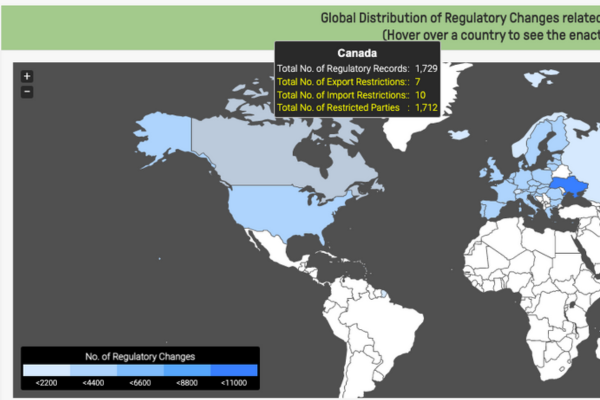 Global Distribution of Regulatory Changes
(Hover over a country to see the
Canada
Total No. of Regulatory Records: 1,729
Total No. of Export Restrictions:: 7
Total No. of Import Restrictions:: 10
Total No. of Restricted Parties : 1,712
+
−
No. of Regulatory Changes
<2200 <4400 <6600 <8800 <11000